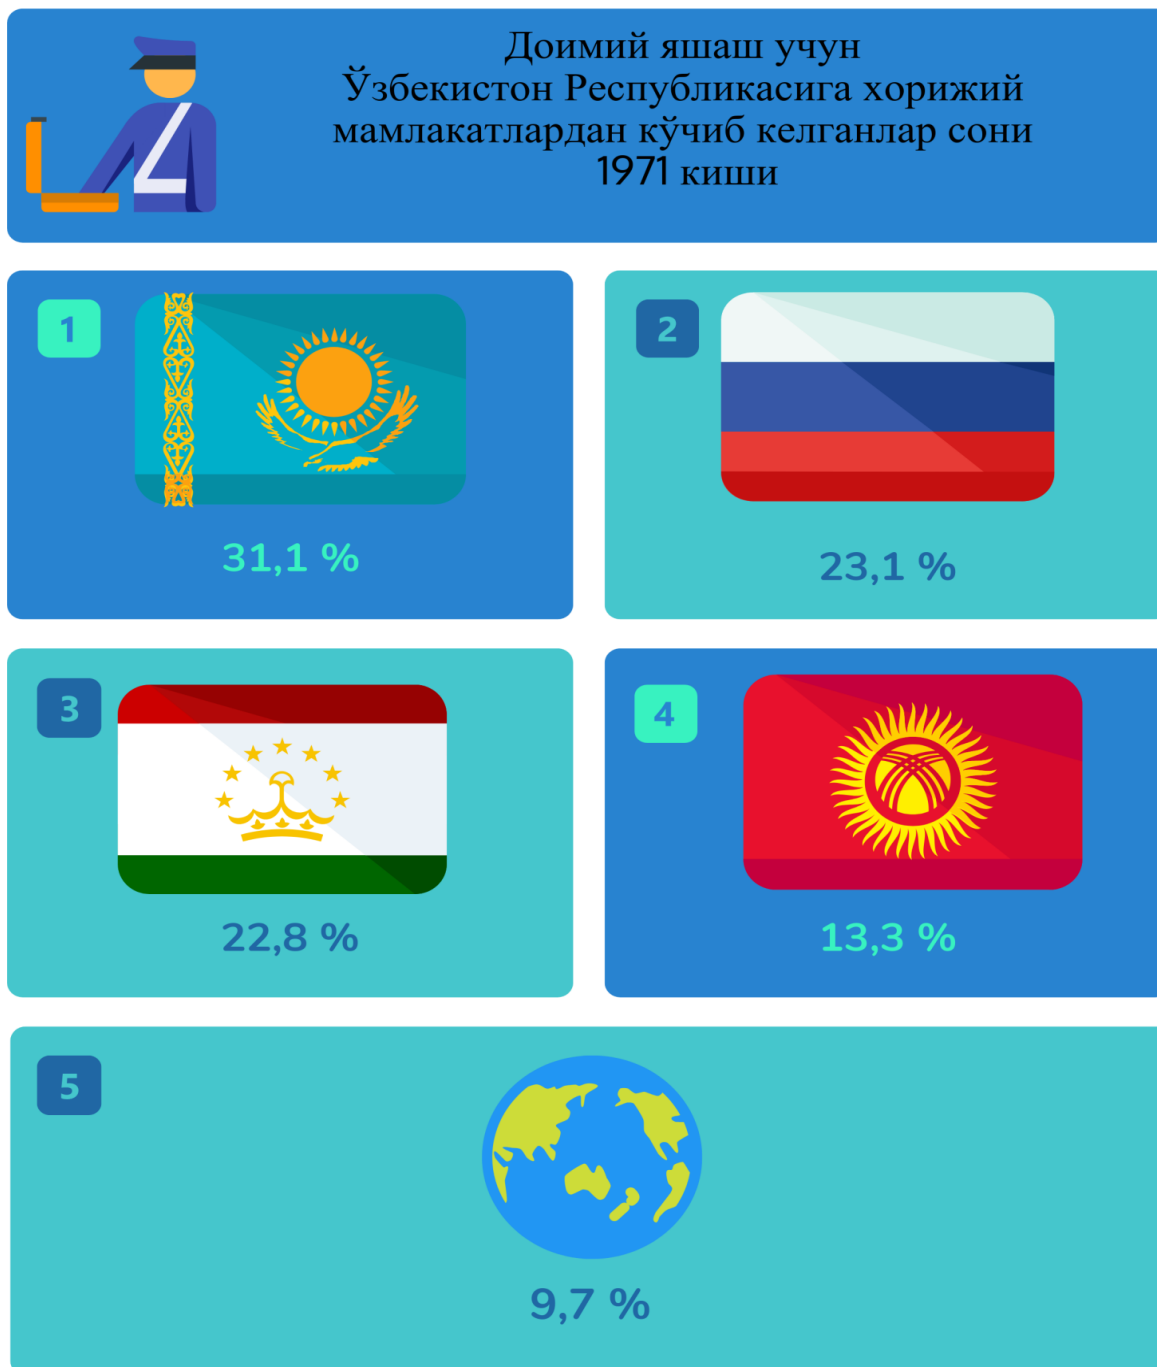 Доимий яшаш учун
Ўзбекистон Республикасига хорижий
мамлакатлардан кўчиб келганлар сони
1971 киши
1
31,1 %
2
23,1 %
3
22,8 %
4
13,3 %
5
9,7 %